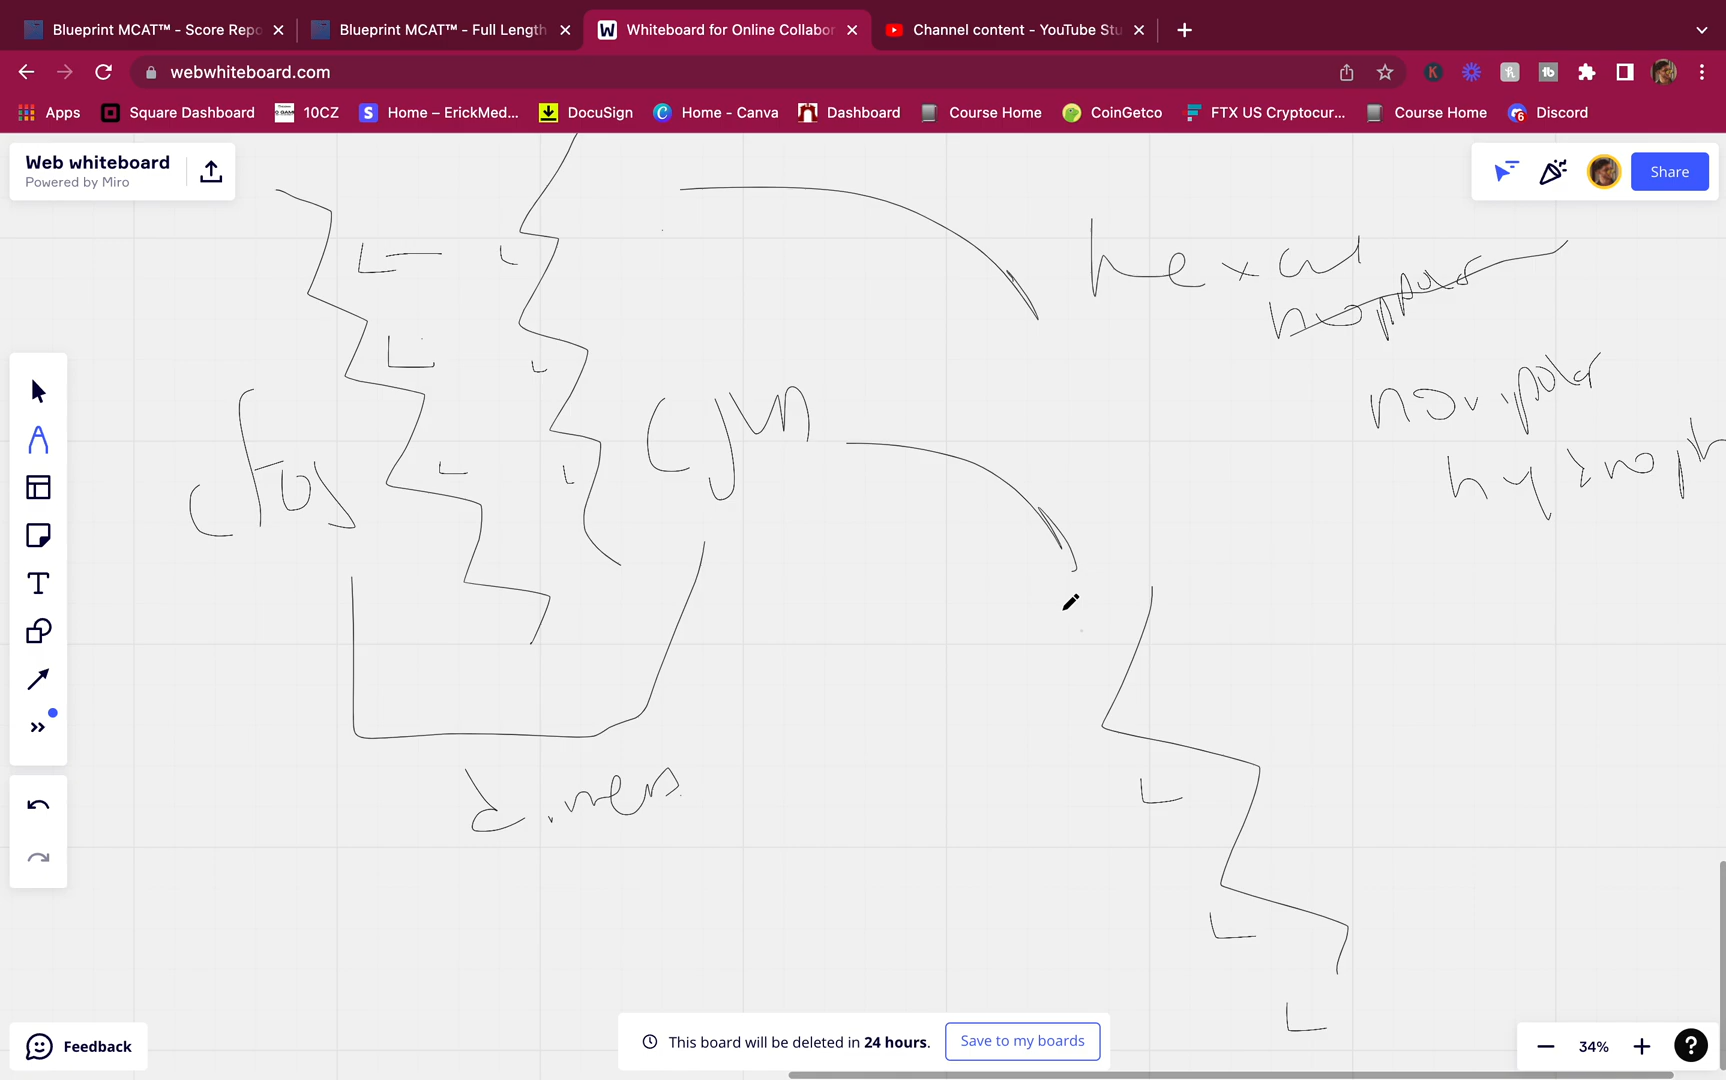 Blueprint MCAT™ - Score Repo
Blueprint MCAT™ - Full Length
Whiteboard for Online Collabor
Channel content - YouTube Stu
webwhiteboard.com
Apps
Square Dashboard
10CZ
Home – ErickMed...
DocuSign
Home - Canva
Dashboard
Course Home
CoinGetco
FTX US Cryptocur...
Course Home
Discord
Web whiteboard
Powered by Miro
Share
L
L
L
L
L
L
L
nonpolar
cfos
cJun
dimers
L
L
L
This board will be deleted in 24 hours.
Save to my boards
Feedback
34%